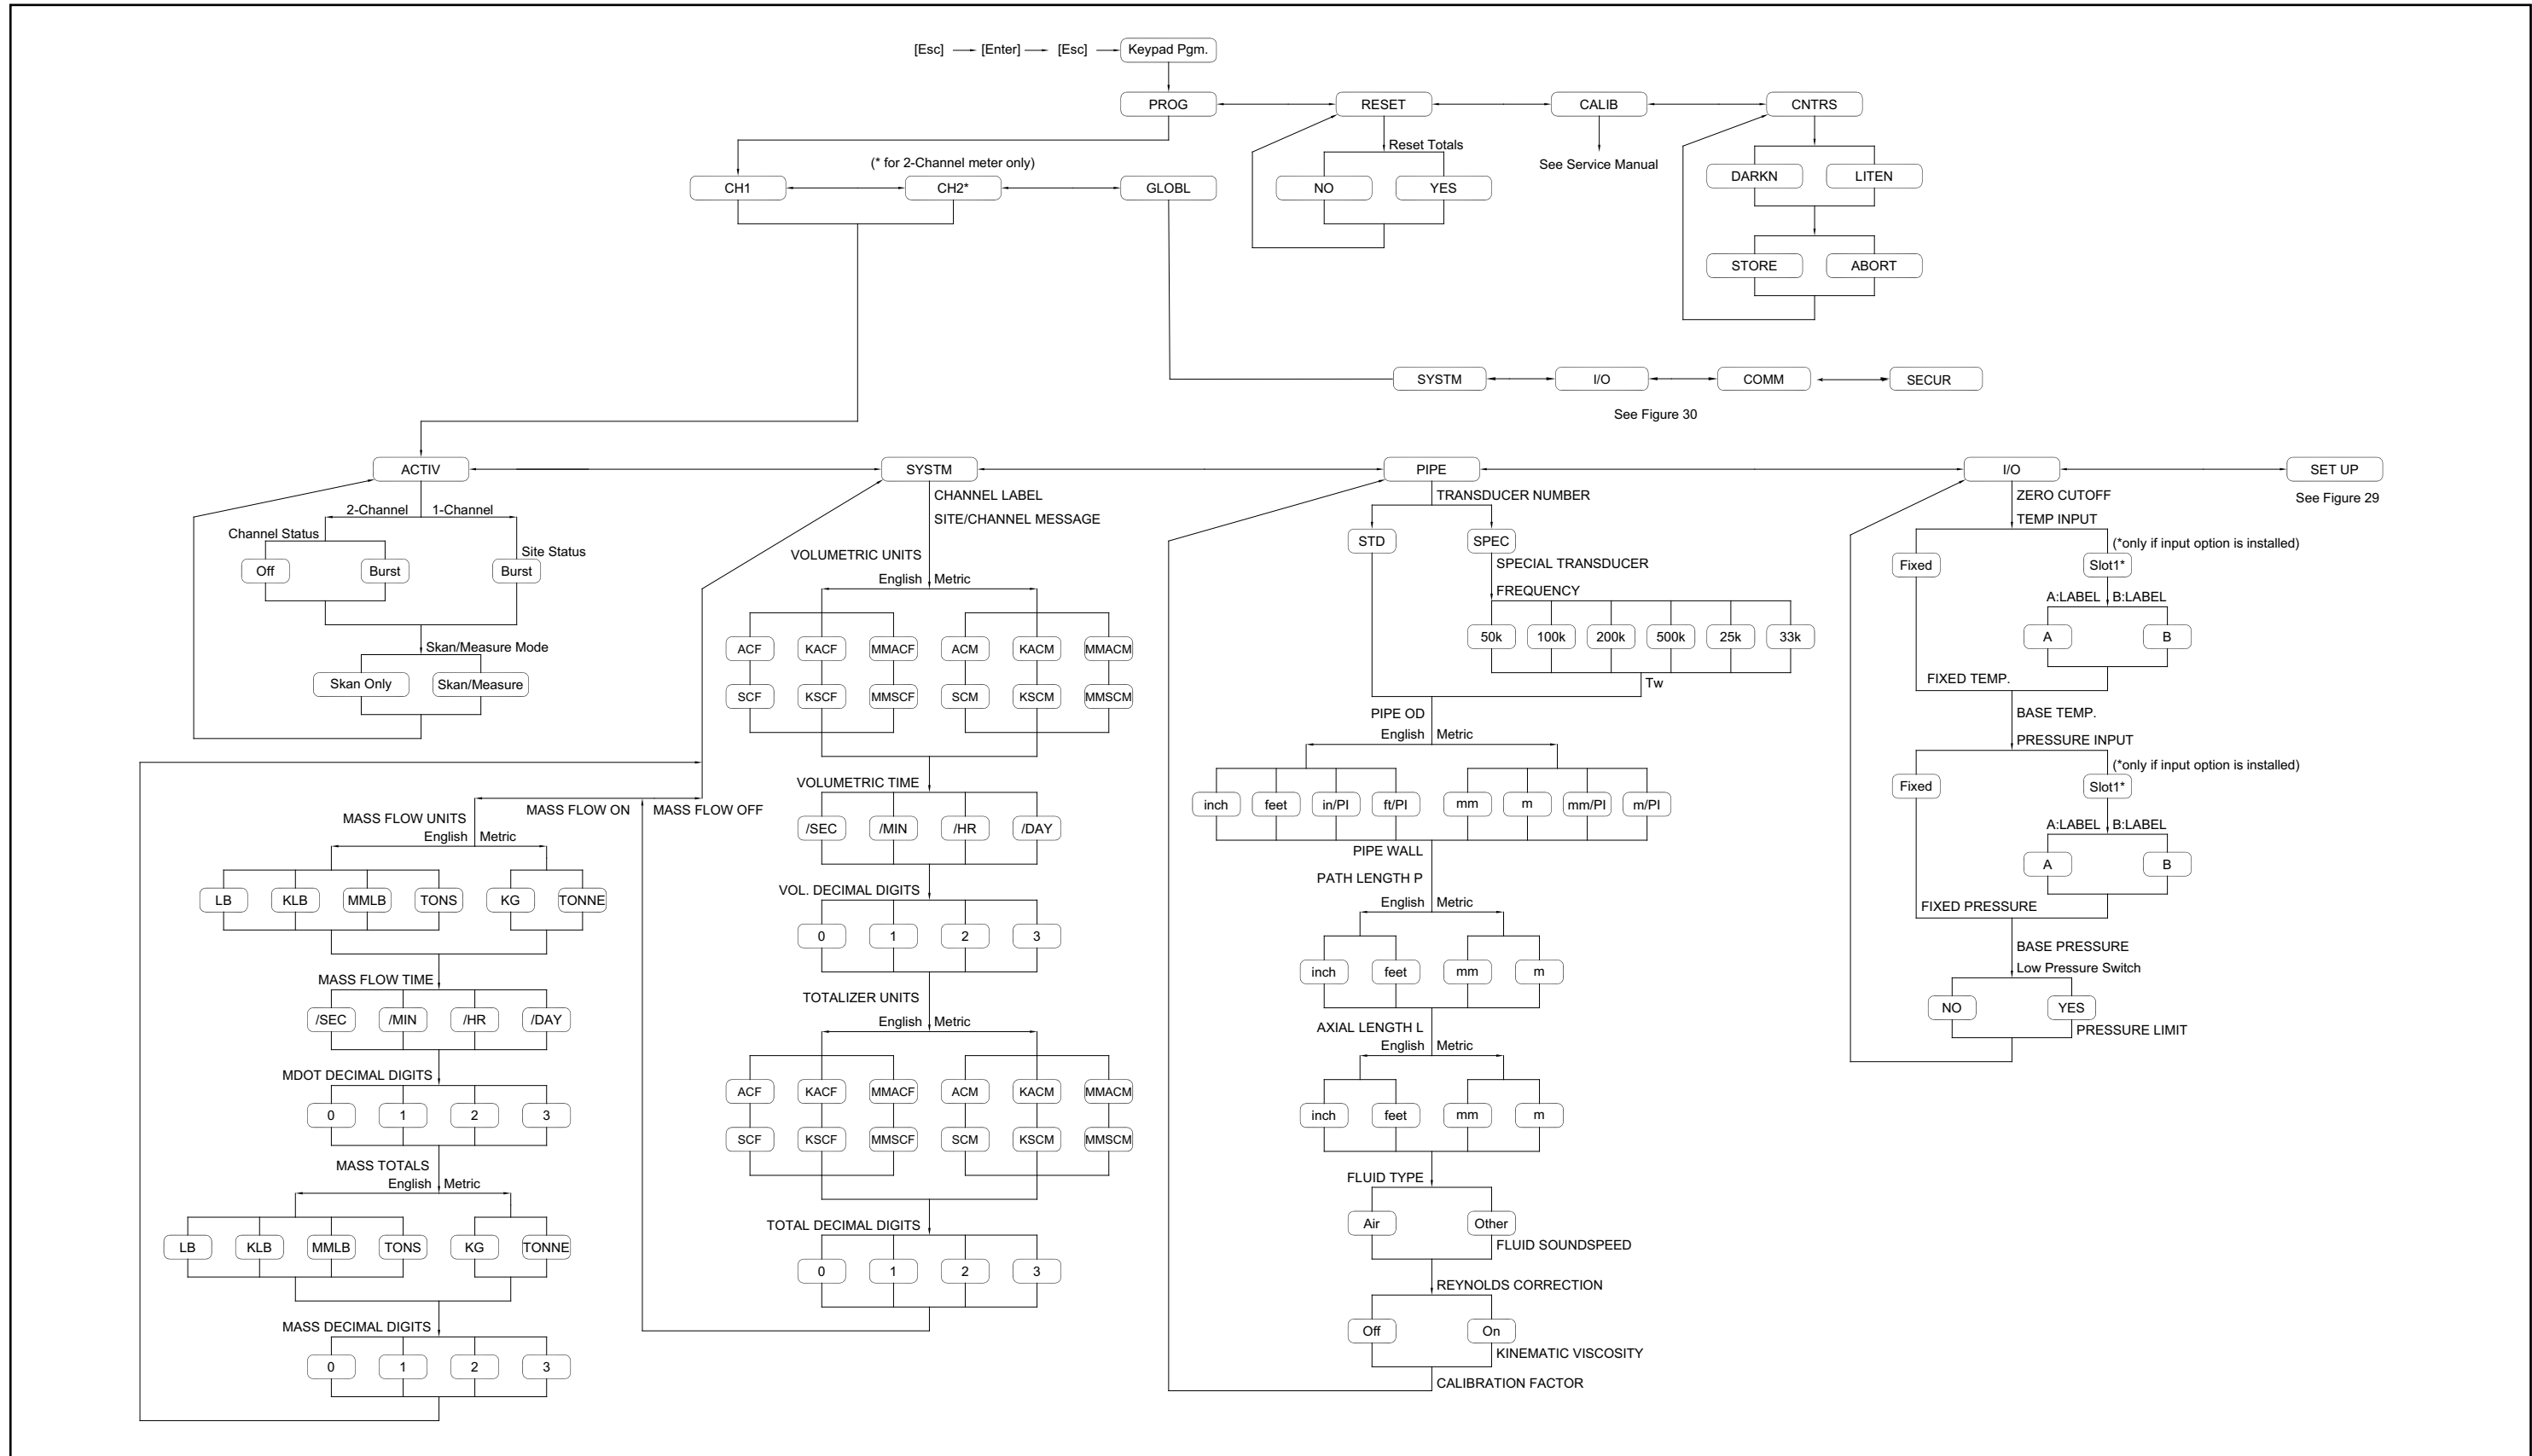 [Esc] [Enter] [Esc] Keypad Pgm.
PROG RESET CALIB CNTRS
Reset Totals
(* for 2-Channel meter only)
See Service Manual
CH1 CH2* GLOBL
NO YES
DARKN LITEN
STORE ABORT
SYSTM I/O COMM SECUR
See Figure 30
ACTIV SYSTM PIPE I/O SET UP
See Figure 29
2-Channel 1-Channel
Channel Status
Site Status
Off Burst Burst
Skan/Measure Mode
Skan Only Skan/Measure
CHANNEL LABEL
SITE/CHANNEL MESSAGE
VOLUMETRIC UNITS
English Metric
ACF KACF MMACF ACM KACM MMACM
SCF KSCF MMSCF SCM KSCM MMSCM
VOLUMETRIC TIME
/SEC /MIN /HR /DAY
VOL. DECIMAL DIGITS
0 1 2 3
TOTALIZER UNITS
English Metric
ACF KACF MMACF ACM KACM MMACM
SCF KSCF MMSCF SCM KSCM MMSCM
TOTAL DECIMAL DIGITS
0 1 2 3
MASS FLOW ON MASS FLOW OFF
MASS FLOW UNITS
English Metric
LB KLB MMLB TONS KG TONNE
MASS FLOW TIME
/SEC /MIN /HR /DAY
MDOT DECIMAL DIGITS
0 1 2 3
MASS TOTALS
English Metric
LB KLB MMLB TONS KG TONNE
MASS DECIMAL DIGITS
0 1 2 3
TRANSDUCER NUMBER
STD SPEC
SPECIAL TRANSDUCER
FREQUENCY
50k 100k 200k 500k 25k 33k
Tw
PIPE OD
English Metric
inch feet in/PI ft/PI mm m mm/PI m/PI
PIPE WALL
PATH LENGTH P
English Metric
inch feet mm m
AXIAL LENGTH L
English Metric
inch feet mm m
FLUID TYPE
Air Other
FLUID SOUNDSPEED
REYNOLDS CORRECTION
Off On
KINEMATIC VISCOSITY
CALIBRATION FACTOR
ZERO CUTOFF
TEMP INPUT
(*only if input option is installed)
Fixed Slot1*
A:LABEL B:LABEL
A B
FIXED TEMP.
BASE TEMP.
PRESSURE INPUT
(*only if input option is installed)
Fixed Slot1*
A:LABEL B:LABEL
A B
FIXED PRESSURE
BASE PRESSURE
Low Pressure Switch
NO YES
PRESSURE LIMIT